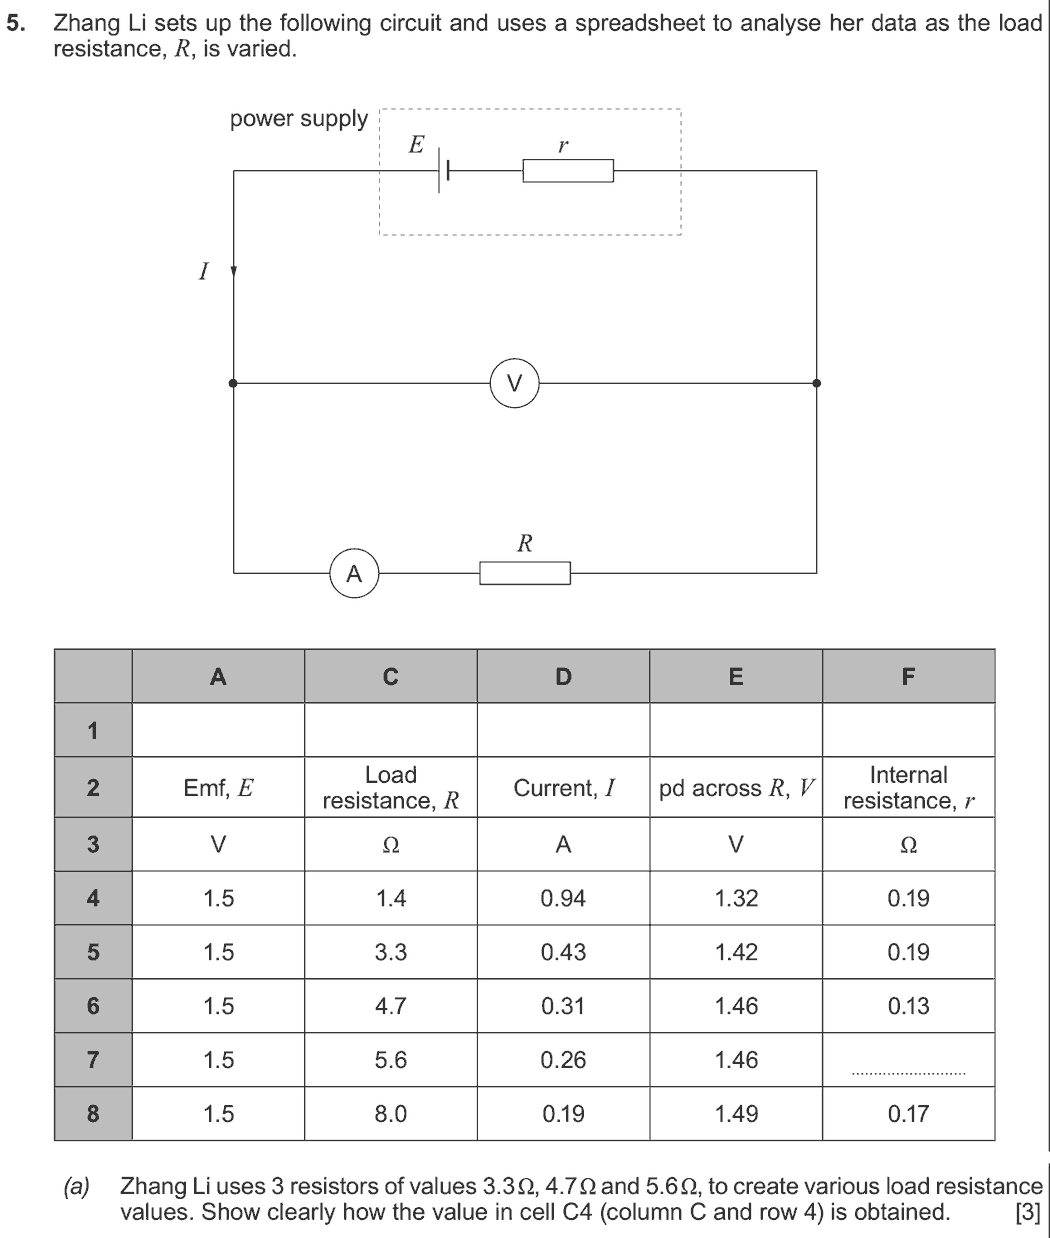 5. Zhang Li sets up the following circuit and uses a spreadsheet to analyse her data as the load
resistance, R, is varied.
power supply
E
r
I
V
R
A
A C D E F
1
2 Emf, E Load resistance, R Current, I pd across R, V Internal resistance, r
3 V Ω A V Ω
4 1.5 1.4 0.94 1.32 0.19
5 1.5 3.3 0.43 1.42 0.19
6 1.5 4.7 0.31 1.46 0.13
7 1.5 5.6 0.26 1.46 ..........................
8 1.5 8.0 0.19 1.49 0.17
(a) Zhang Li uses 3 resistors of values 3.3Ω, 4.7Ω and 5.6Ω, to create various load resistance
values. Show clearly how the value in cell C4 (column C and row 4) is obtained. [3]